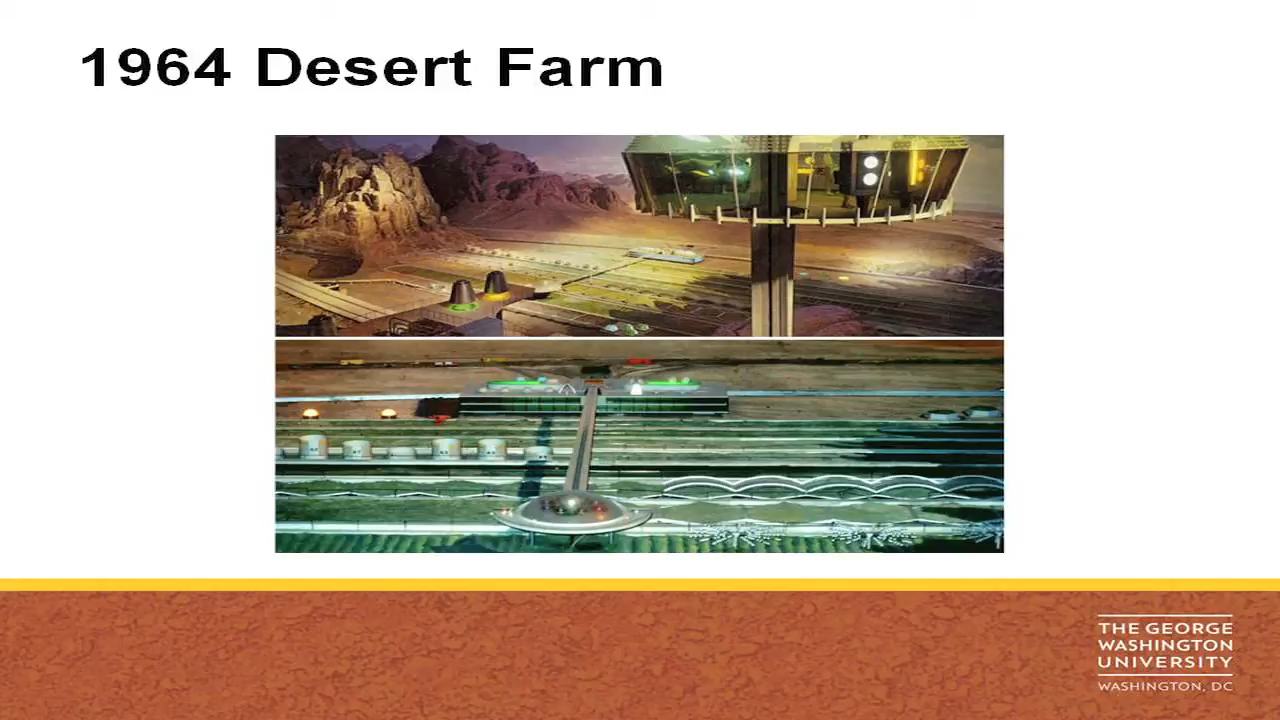 1964 Desert Farm
THE GEORGE
WASHINGTON
UNIVERSITY
WASHINGTON, DC